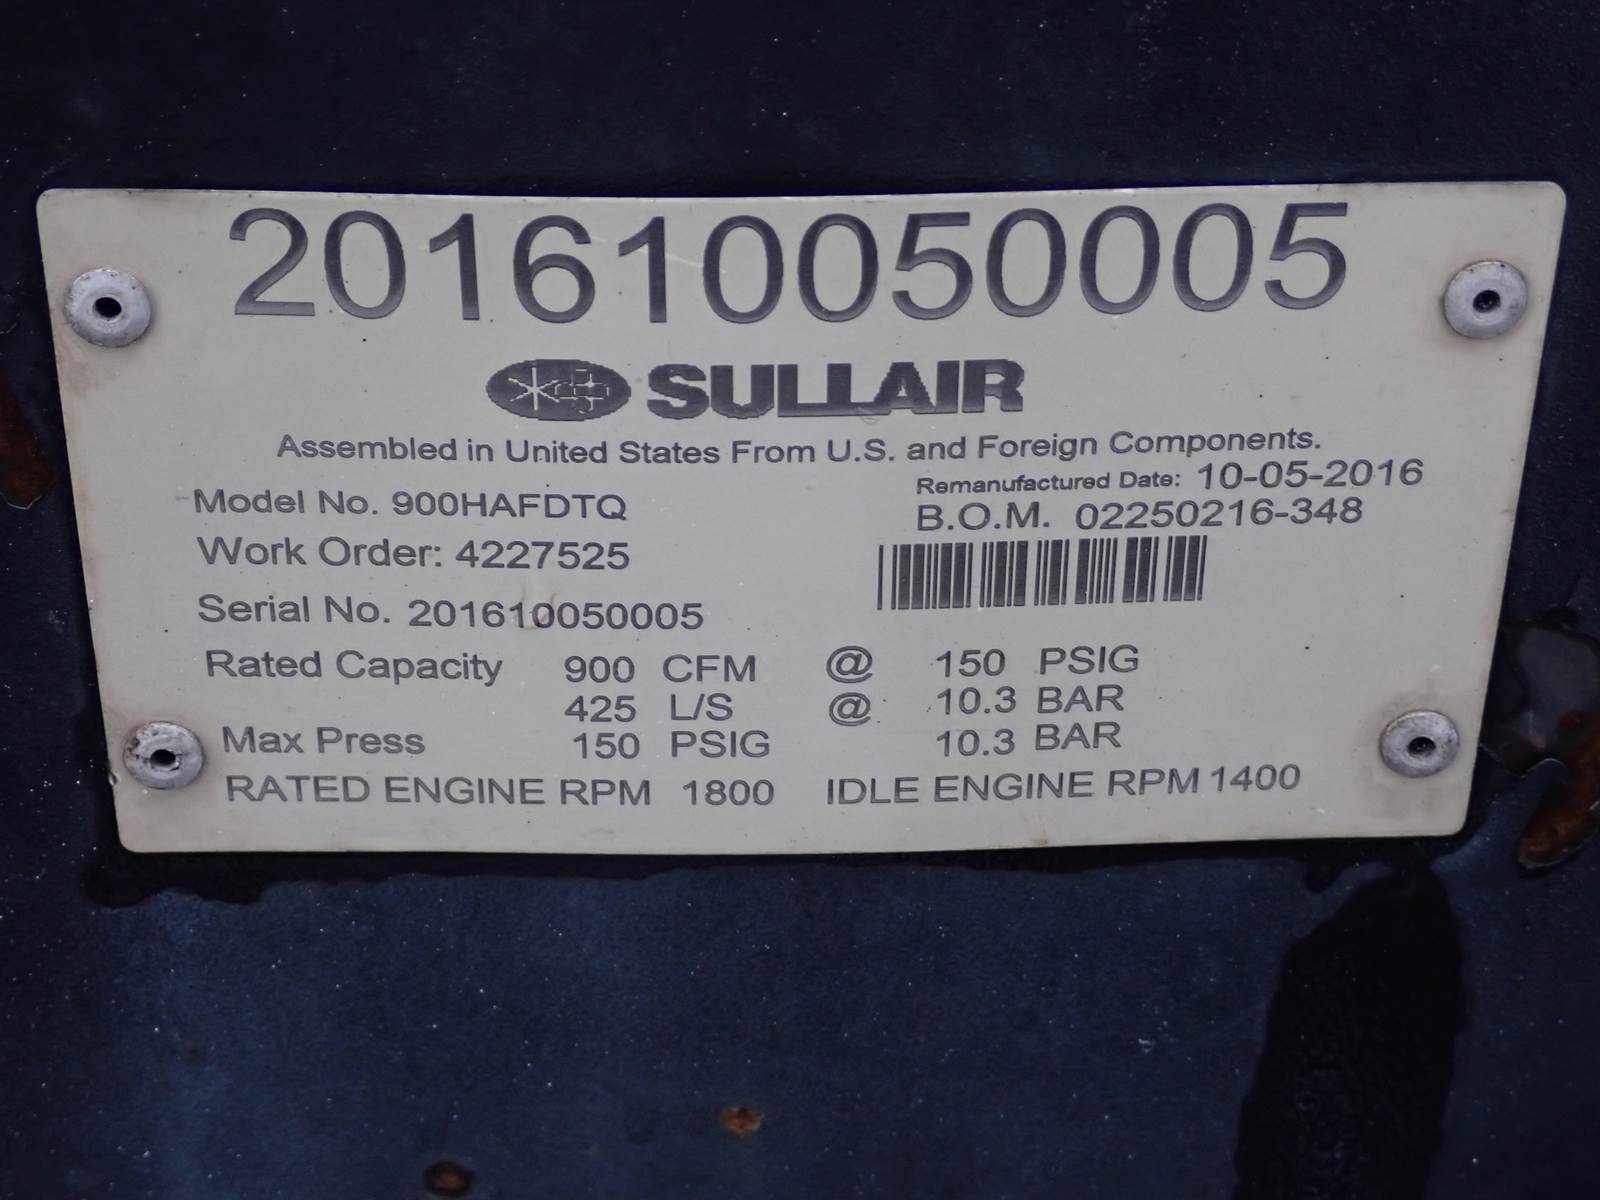 201610050005
SULLAIR
Assembled in United States From U.S. and Foreign Components.
Model No. 900HAFDTQ
Remanufactured Date: 10-05-2016
B.O.M. 02250216-348
Work Order: 4227525
Serial No. 201610050005
Rated Capacity 900 CFM @ 150 PSIG
425 L/S @ 10.3 BAR
Max Press 150 PSIG 10.3 BAR
RATED ENGINE RPM 1800 IDLE ENGINE RPM 1400